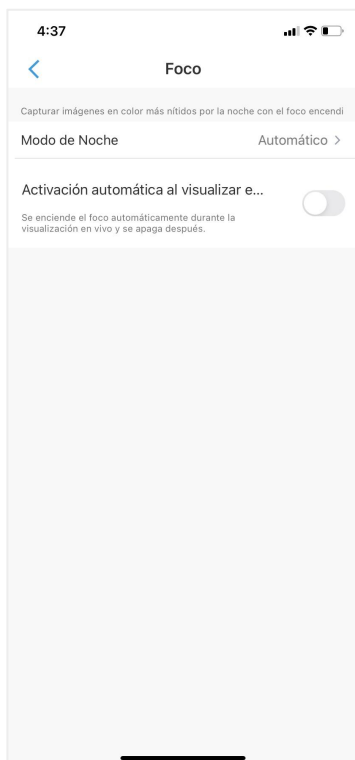 4:37
Foco
Capturar imágenes en color más nítidos por la noche con el foco encendi
Modo de Noche
Automático >
Activación automática al visualizar e...
Se enciende el foco automáticamente durante la
visualización en vivo y se apaga después.